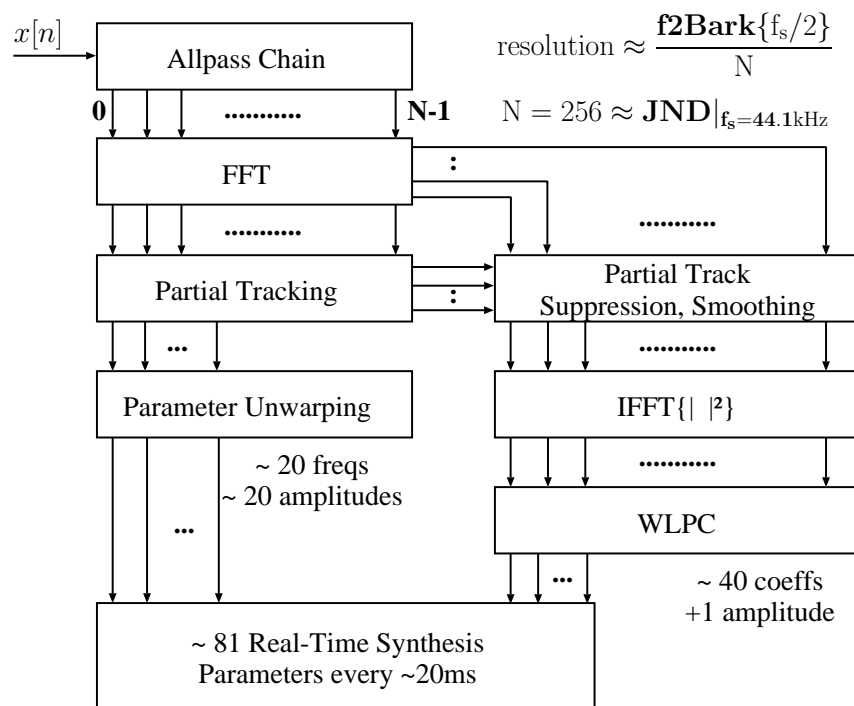 x[n]
Allpass Chain
resolution ≈ f2Bark{f_s/2} / N
0 ........... N-1
N = 256 ≈ JND|_{f_s=44.1kHz}
FFT
:
...........
...........
Partial Tracking
:
Partial Track
Suppression, Smoothing
...
...........
Parameter Unwarping
IFFT{| |²}
~ 20 freqs
~ 20 amplitudes
...........
...
WLPC
...
~ 40 coeffs
+1 amplitude
~ 81 Real-Time Synthesis
Parameters every ~20ms